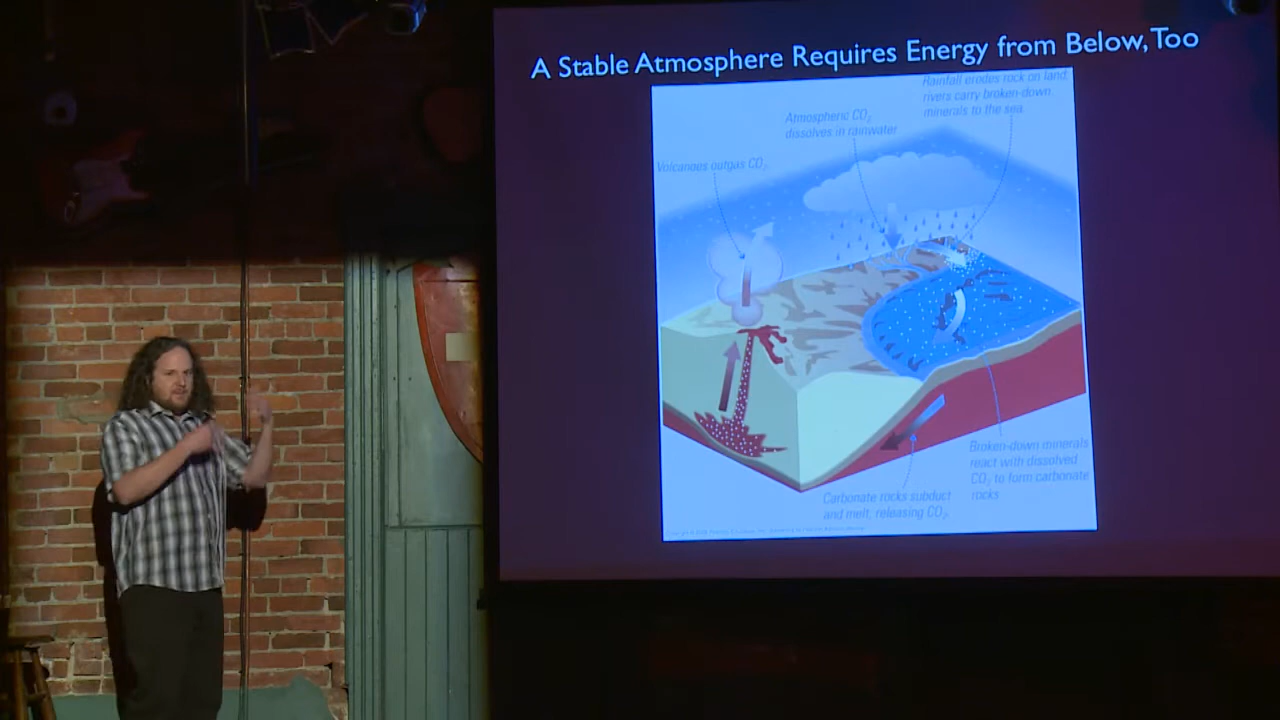 A Stable Atmosphere Requires Energy from Below, Too
Rainfall erodes rock on land;
rivers carry broken-down
minerals to the sea.
Atmospheric CO2
dissolves in rainwater
Volcanoes outgas CO2.
Broken-down minerals
react with dissolved
CO2 to form carbonate
rocks
Carbonate rocks subduct
and melt, releasing CO2.